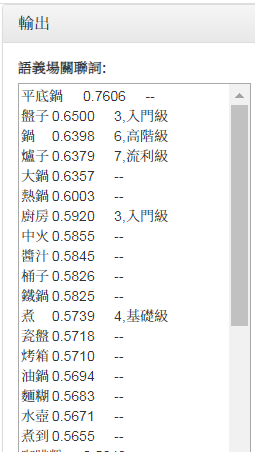 輸出
語義場關聯詞:
平底鍋 0.7606 --
盤子 0.6500 3,入門級
鍋 0.6398 6,高階級
爐子 0.6379 7,流利級
大鍋 0.6357 --
熱鍋 0.6003 --
廚房 0.5920 3,入門級
中火 0.5855 --
醬汁 0.5845 --
桶子 0.5826 --
鐵鍋 0.5825 --
煮 0.5739 4,基礎級
瓷盤 0.5718 --
烤箱 0.5710 --
油鍋 0.5694 --
麵糊 0.5683 --
水壺 0.5671 --
煮到 0.5655 --